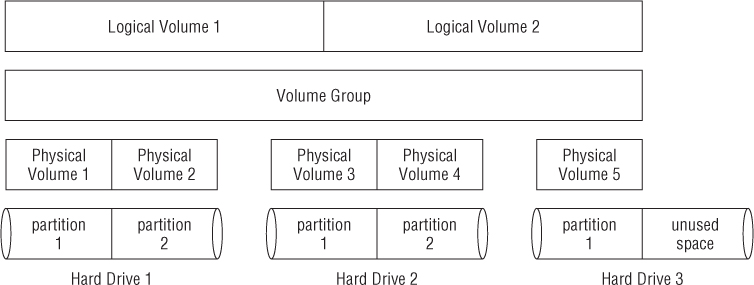 Logical Volume 1
Logical Volume 2
Volume Group
Physical
Volume 1
Physical
Volume 2
Physical
Volume 3
Physical
Volume 4
Physical
Volume 5
partition
1
partition
2
partition
1
partition
2
partition
1
unused
space
Hard Drive 1
Hard Drive 2
Hard Drive 3